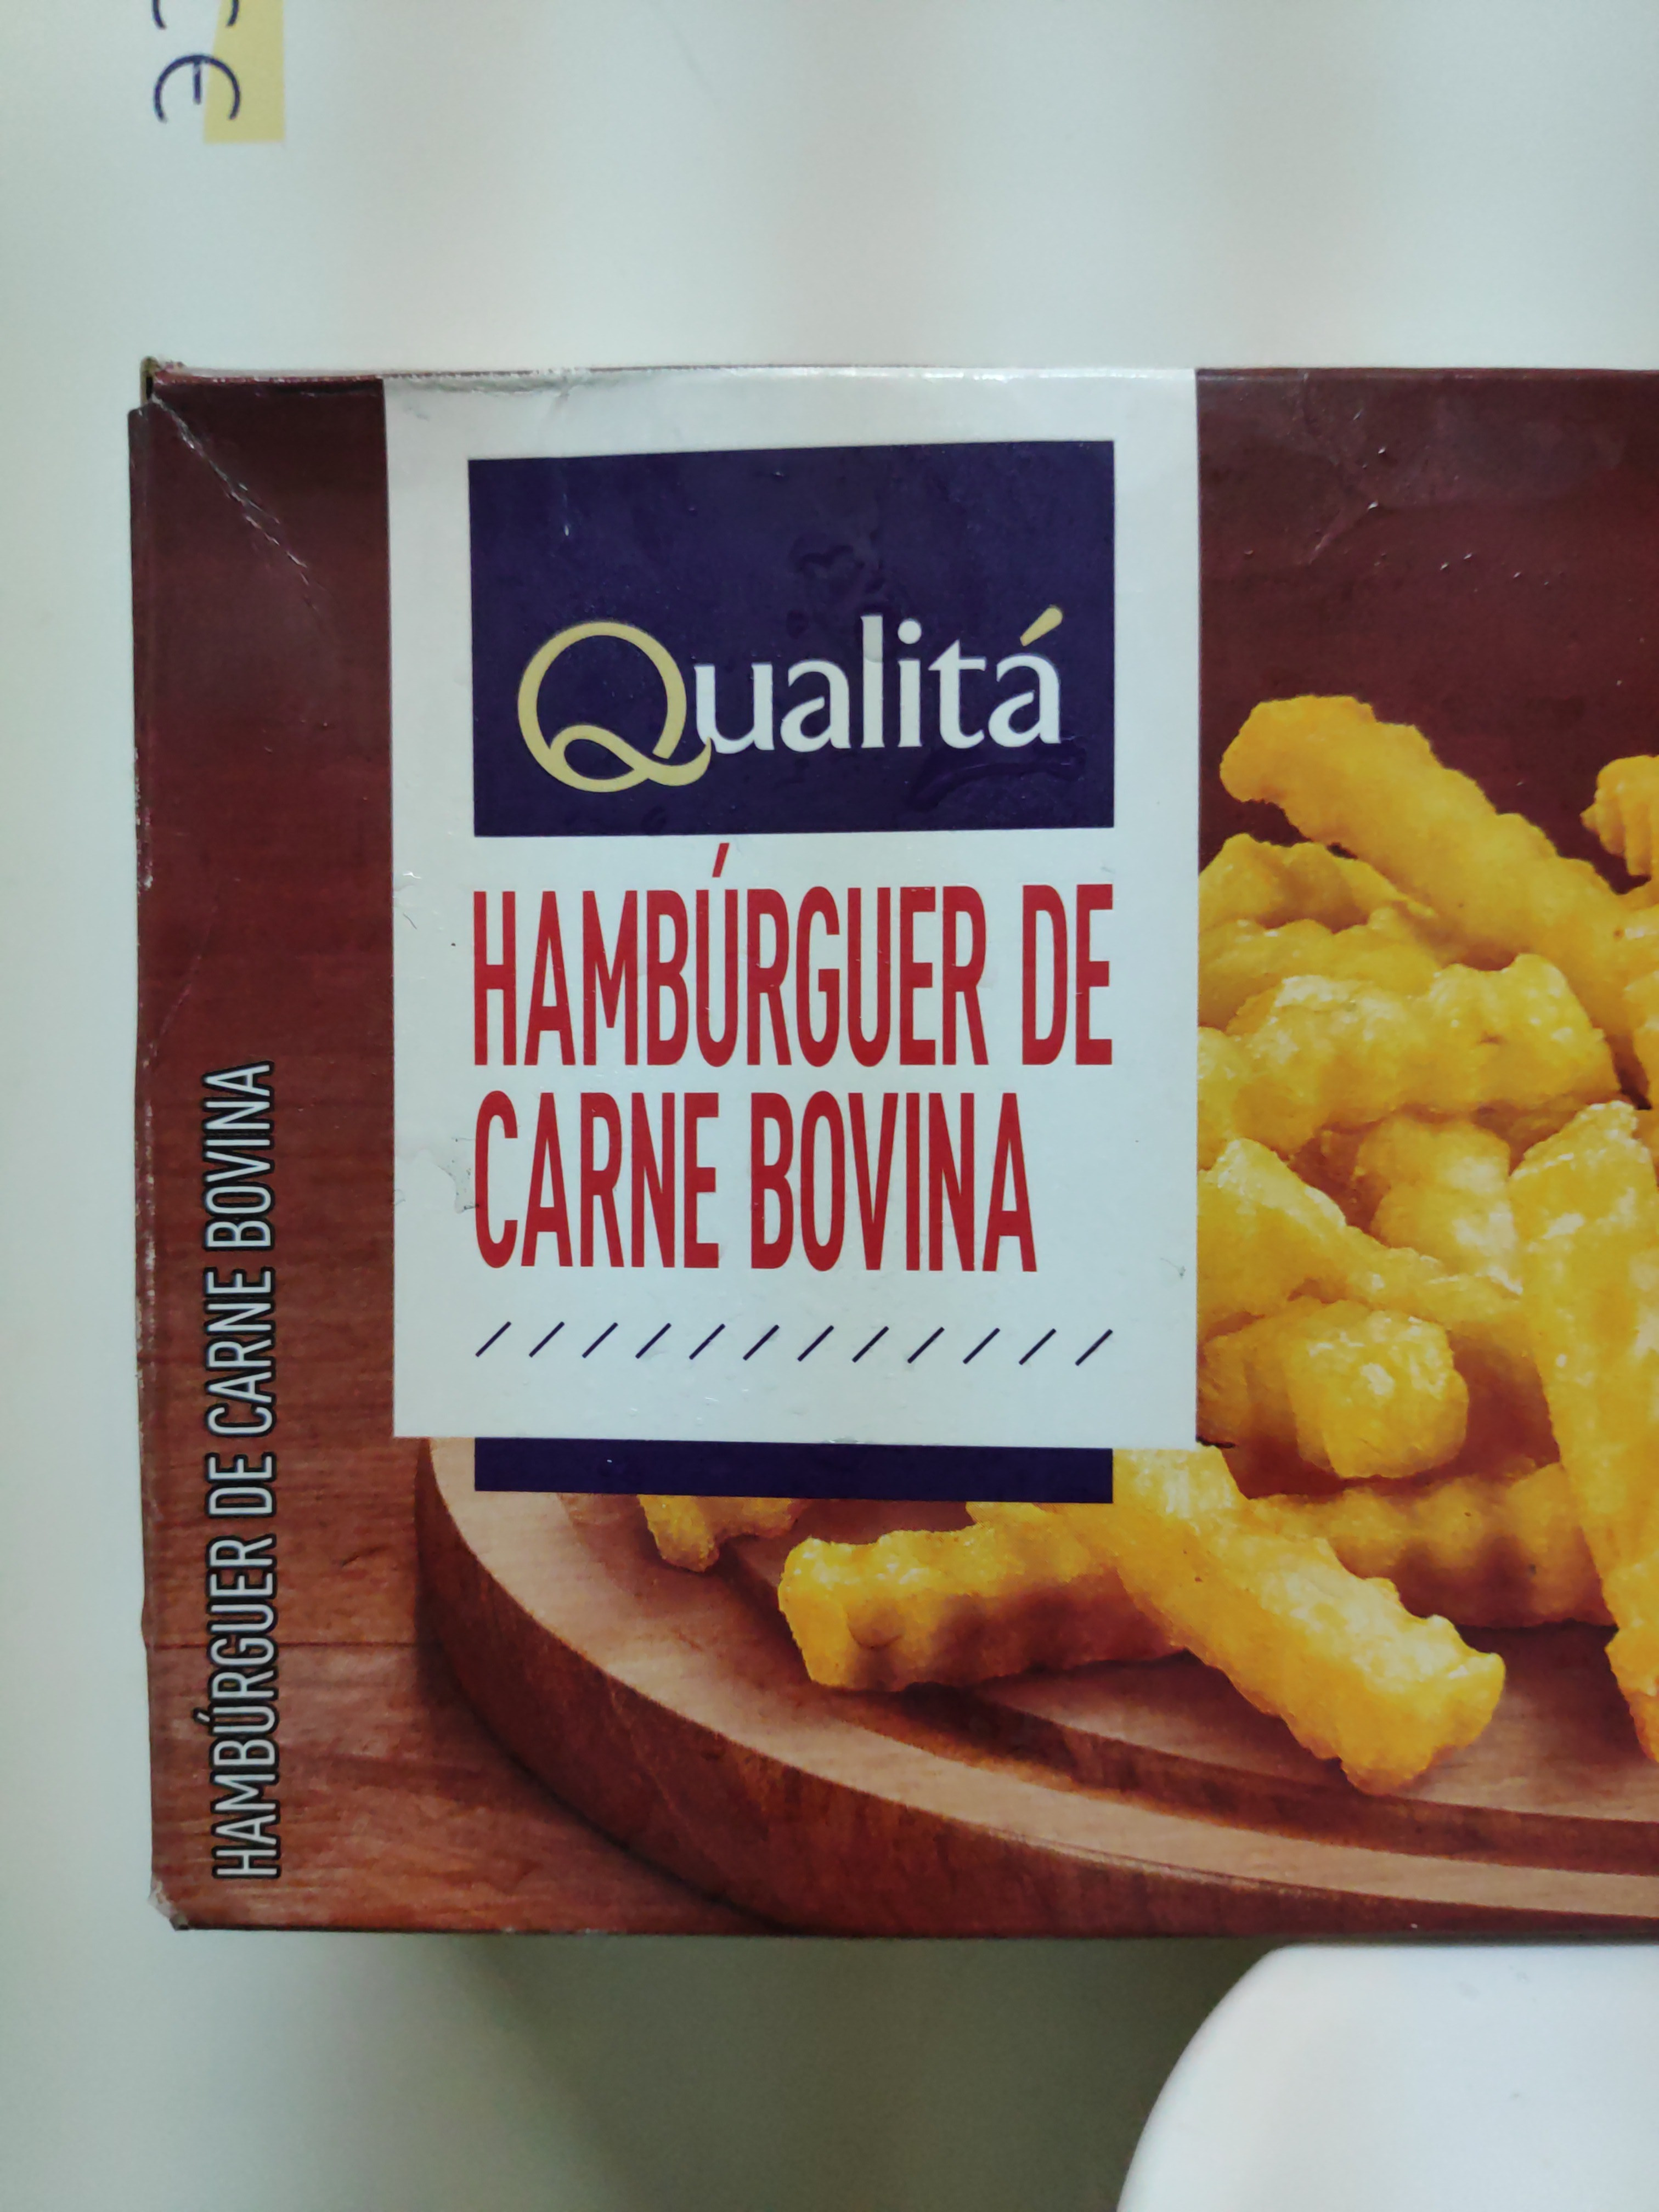 Qualitá
HAMBÚRGUER DE
CARNE BOVINA
HAMBÚRGUER DE CARNE BOVINA